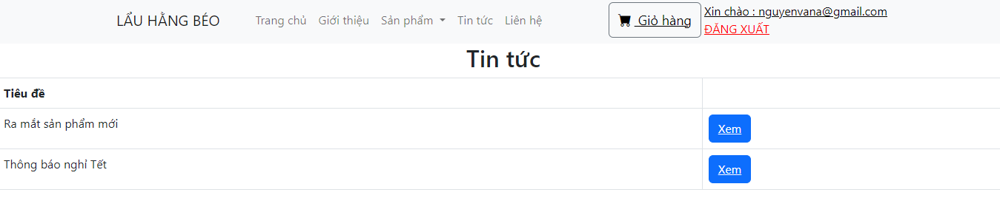 LẨU HẰNG BÉO Trang chủ Giới thiệu Sản phẩm Tin tức Liên hệ Giỏ hàng Xin chào : nguyenvana@gmail.com
ĐĂNG XUẤT
Tin tức
Tiêu đề
Ra mắt sản phẩm mới Xem
Thông báo nghỉ Tết Xem